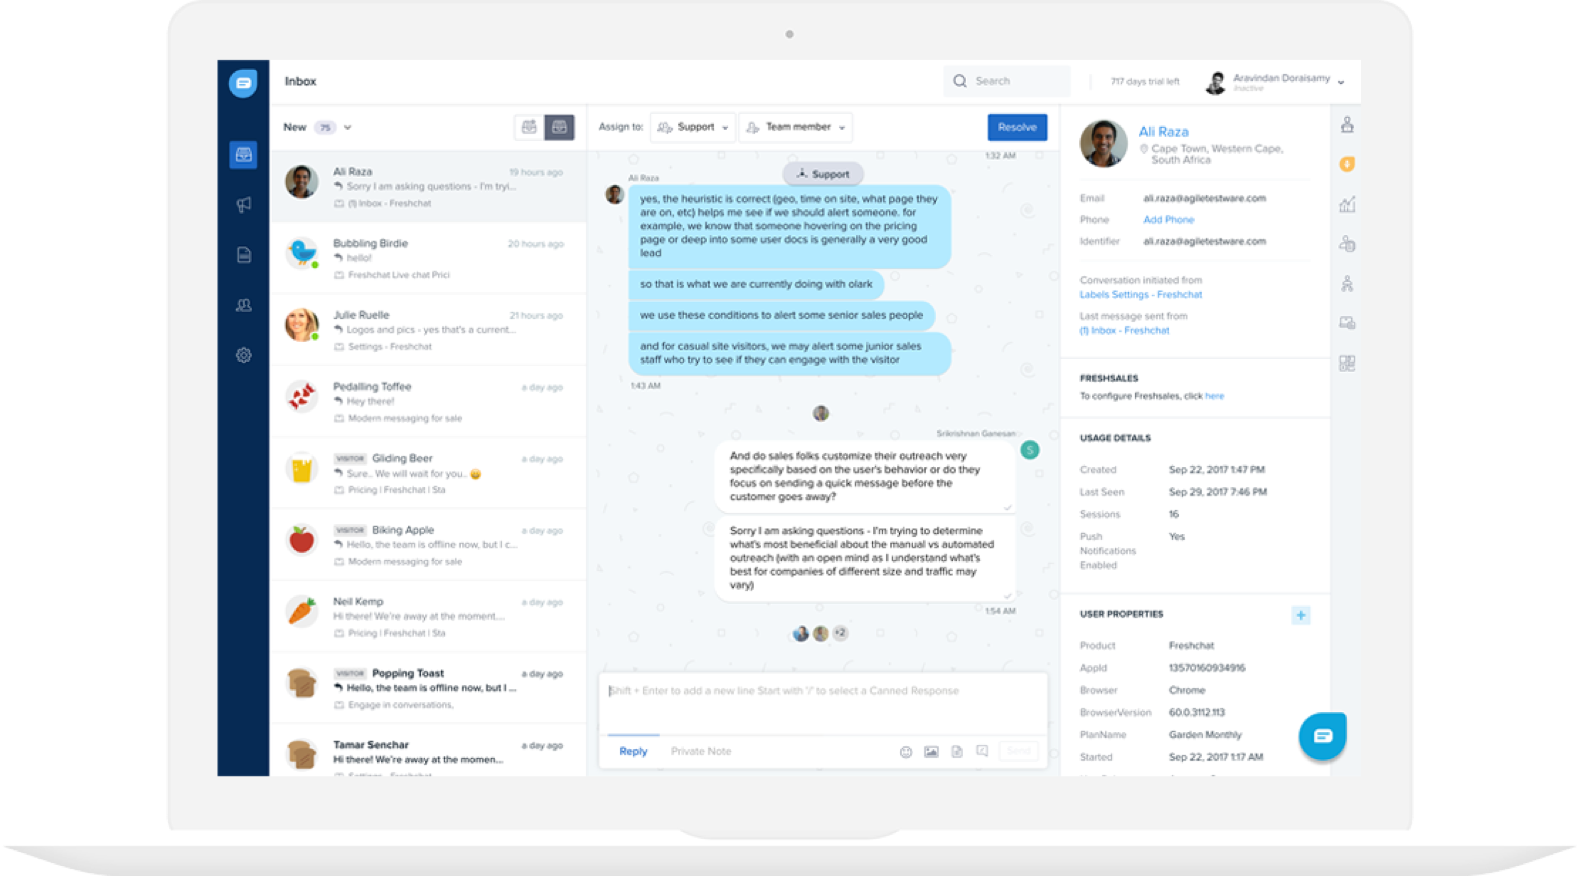 Inbox
Search
717 days trial left
Aravindan Doraisamy
Inactive
New 75
Assign to: Support Team member
Resolve
Ali Raza
19 hours ago
Sorry I am asking questions - I'm tryi...
(1) Inbox - Freshchat
Bubbling Birdie
20 hours ago
hello!
Freshchat Live chat Prici
Julie Ruelle
21 hours ago
Logos and pics - yes that's a current...
Settings - Freshchat
Pedalling Toffee
a day ago
Hey there!
Modern messaging for sale
VISITOR Gliding Beer
a day ago
Sure.. We will wait for you..
Pricing | Freshchat | Sta
VISITOR Biking Apple
a day ago
Hello, the team is offline now, but I c...
Modern messaging for sale
Neil Kemp
a day ago
Hi there! We're away at the moment....
Pricing | Freshchat | Sta
VISITOR Popping Toast
a day ago
Hello, the team is offline now, but I ...
Engage in conversations,
Tamar Senchar
a day ago
Hi there! We're away at the momen...
Settings - Freshchat
1:32 AM
Support
Ali Raza
yes, the heuristic is correct (geo, time on site, what page they
are on, etc) helps me see if we should alert someone. for
example, we know that someone hovering on the pricing
page or deep into some user docs is generally a very good
lead
so that is what we are currently doing with olark
we use these conditions to alert some senior sales people
and for casual site visitors, we may alert some junior sales
staff who try to see if they can engage with the visitor
1:43 AM
Srikrishnan Ganesan
S
And do sales folks customize their outreach very
specifically based on the user's behavior or do they
focus on sending a quick message before the
customer goes away?
Sorry I am asking questions - I'm trying to determine
what's most beneficial about the manual vs automated
outreach (with an open mind as I understand what's
best for companies of different size and traffic may
vary)
1:54 AM
+2
Shift + Enter to add a new line Start with '/' to select a Canned Response
Reply
Private Note
Send
Ali Raza
Cape Town, Western Cape,
South Africa
Email ali.raza@agiletestware.com
Phone Add Phone
Identifier ali.raza@agiletestware.com
Conversation initiated from
Labels Settings - Freshchat
Last message sent from
(1) Inbox - Freshchat
FRESHSALES
To configure Freshsales, click here
USAGE DETAILS
Created Sep 22, 2017 1:47 PM
Last Seen Sep 29, 2017 7:46 PM
Sessions 16
Push Yes
Notifications
Enabled
USER PROPERTIES
+
Product Freshchat
AppId 13570160934916
Browser Chrome
BrowserVersion 60.0.3112.113
PlanName Garden Monthly
Started Sep 22, 2017 1:17 AM